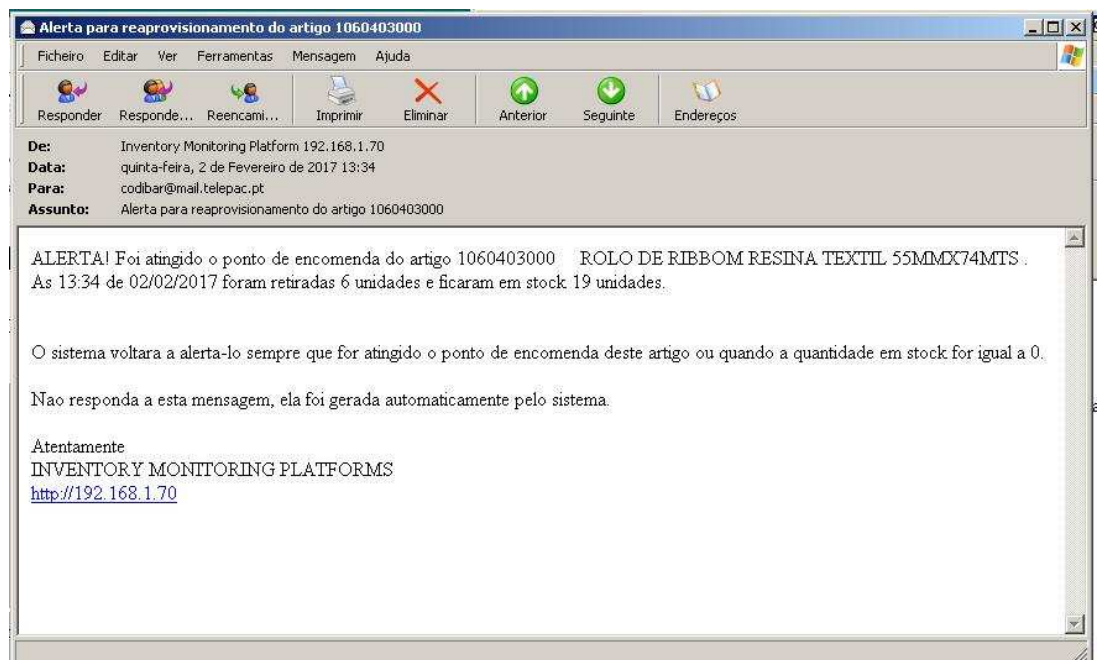 Alerta para reaprovisionamento do artigo 1060403000
Ficheiro Editar Ver Ferramentas Mensagem Ajuda
Responder Responde... Reencami... Imprimir Eliminar Anterior Seguinte Endereços
De: Inventory Monitoring Platform 192.168.1.70
Data: quinta-feira, 2 de Fevereiro de 2017 13:34
Para: codibar@mail.telepac.pt
Assunto: Alerta para reaprovisionamento do artigo 1060403000
ALERTA! Foi atingido o ponto de encomenda do artigo 1060403000 ROLO DE RIBBOM RESINA TEXTIL 55MMX74MTS .
As 13:34 de 02/02/2017 foram retiradas 6 unidades e ficaram em stock 19 unidades.
O sistema voltara a alerta-lo sempre que for atingido o ponto de encomenda deste artigo ou quando a quantidade em stock for igual a 0.
Nao responda a esta mensagem, ela foi gerada automaticamente pelo sistema.
Atentamente
INVENTORY MONITORING PLATFORMS
http://192.168.1.70